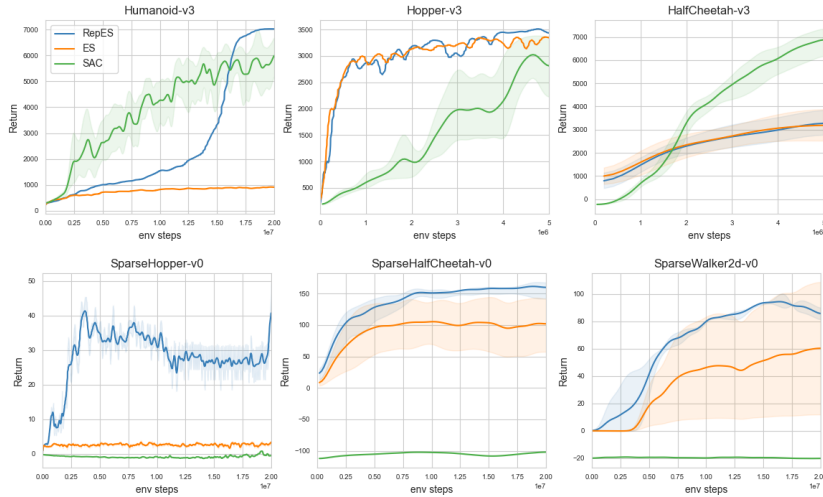 Humanoid-v3
Hopper-v3
HalfCheetah-v3
RepES
ES
SAC
Return
7000
6000
5000
4000
3000
2000
1000
0
0.00 0.25 0.50 0.75 1.00 1.25 1.50 1.75 2.00
env steps
1e7
Return
3500
3000
2500
2000
1500
1000
500
0 1 2 3 4 5
env steps
1e6
Return
7000
6000
5000
4000
3000
2000
1000
0
0 1 2 3 4 5
env steps
1e6
SparseHopper-v0
SparseHalfCheetah-v0
SparseWalker2d-v0
Return
50
40
30
20
10
0
0.00 0.25 0.50 0.75 1.00 1.25 1.50 1.75 2.00
env steps
1e7
Return
150
100
50
0
−50
−100
0.00 0.25 0.50 0.75 1.00 1.25 1.50 1.75 2.00
env steps
1e7
Return
100
80
60
40
20
0
−20
0.00 0.25 0.50 0.75 1.00 1.25 1.50 1.75 2.00
env steps
1e7